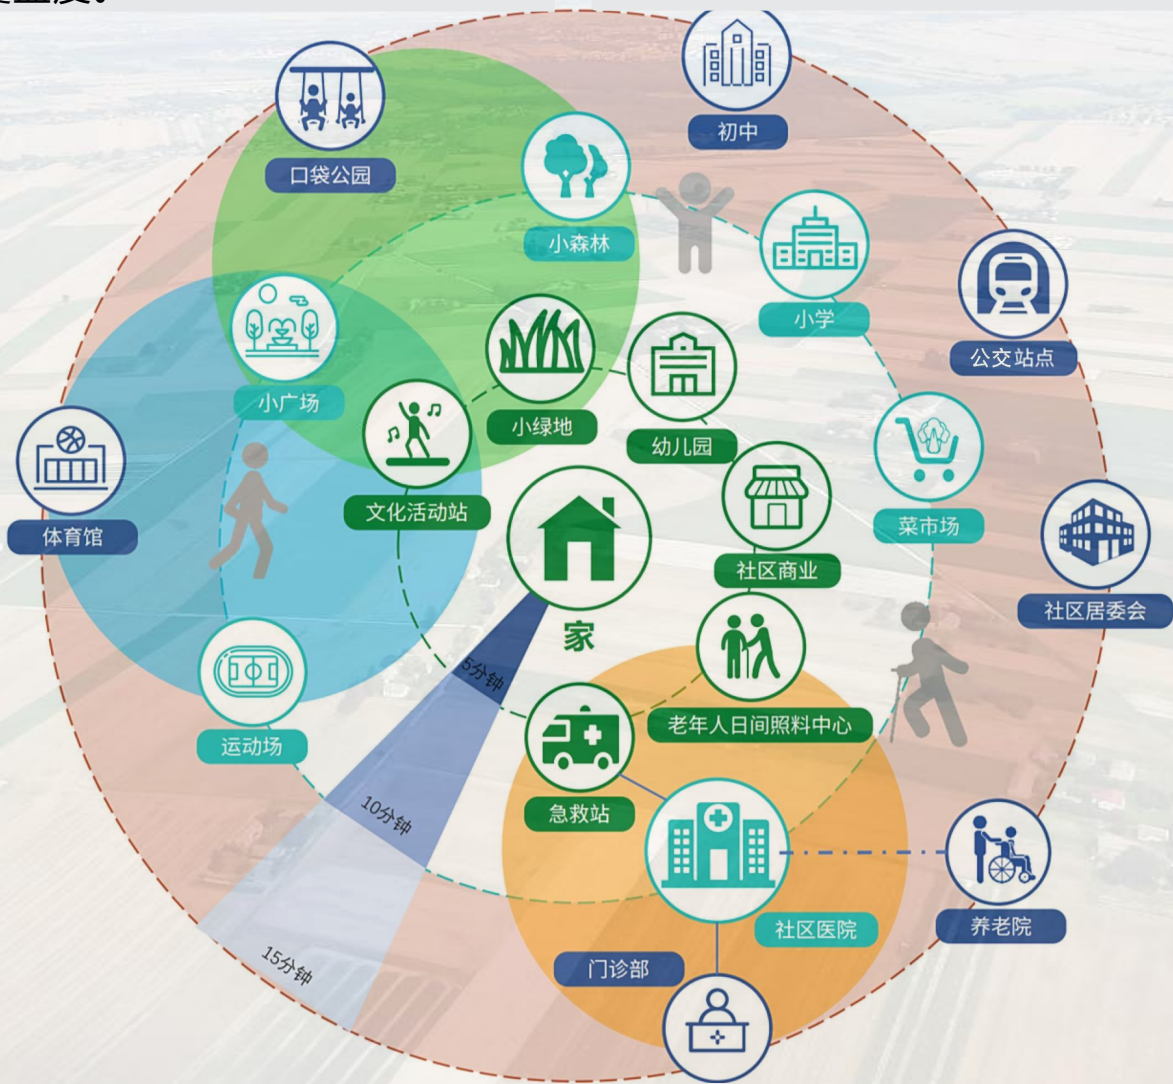 初中
口袋公园
小森林
小学
公交站点
小广场
小绿地
幼儿园
文化活动站
体育馆
菜市场
社区商业
社区居委会
家
5分钟
老年人日间照料中心
运动场
10分钟
急救站
社区医院
养老院
门诊部
15分钟